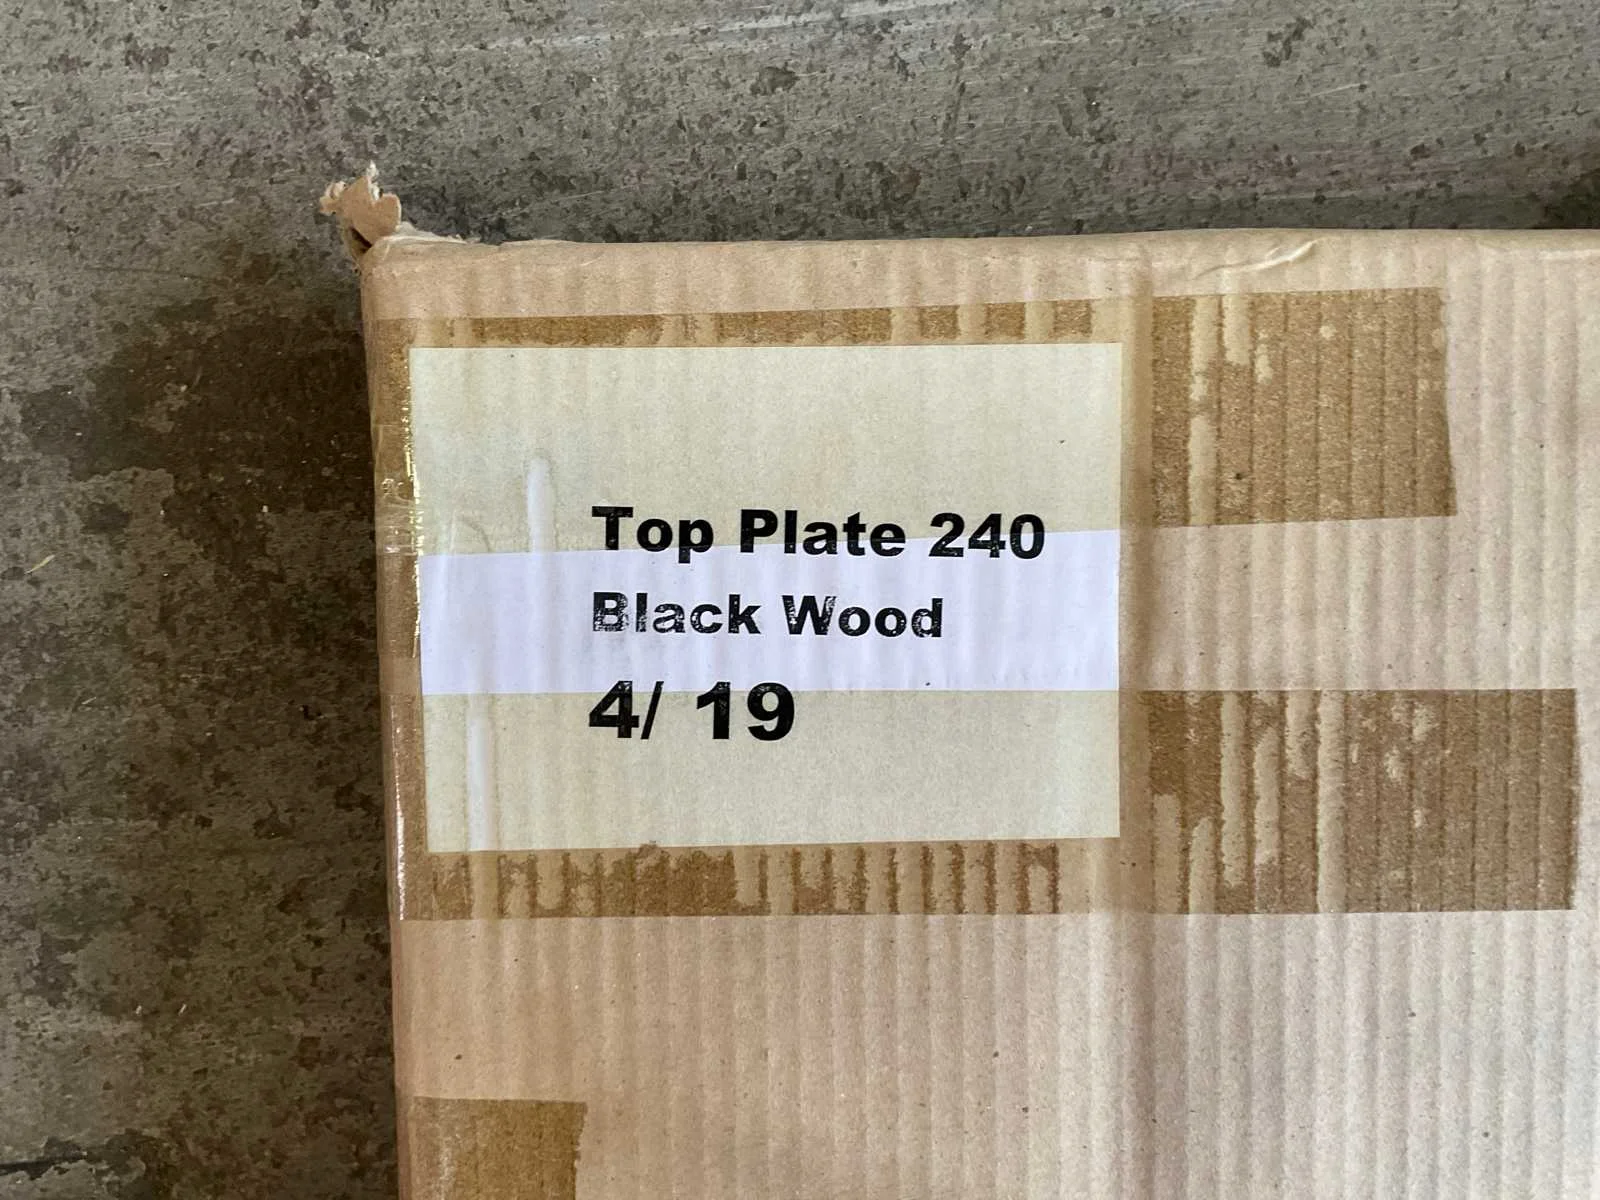 Top Plate 240
Black Wood
4/ 19